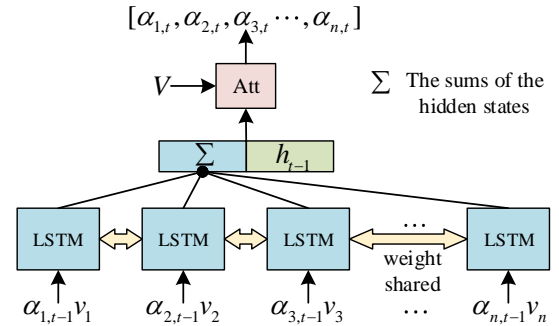 [α₁,ₜ, α₂,ₜ, α₃,ₜ ⋯, αₙ,ₜ]
V Att Σ The sums of the
hidden states
Σ hₜ₋₁
LSTM LSTM LSTM ... LSTM
weight
shared
α₁,ₜ₋₁v₁ α₂,ₜ₋₁v₂ α₃,ₜ₋₁v₃ ... αₙ,ₜ₋₁vₙ